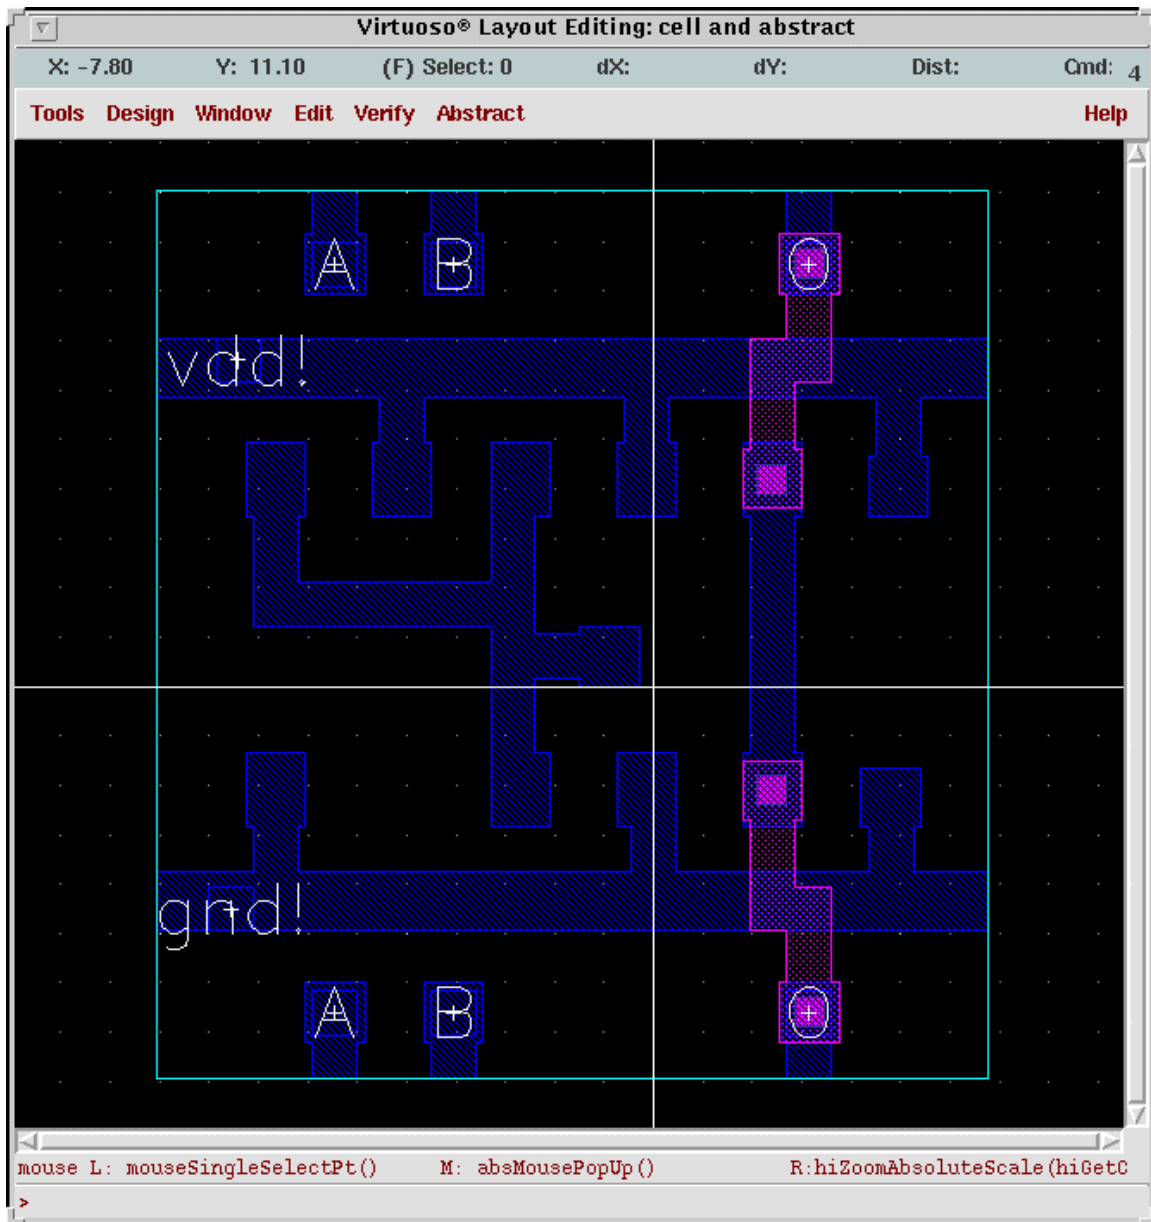 Virtuoso® Layout Editing: cell and abstract
X: -7.80 Y: 11.10 (F) Select: 0 dX: dY: Dist: Cmd: 4
Tools Design Window Edit Verify Abstract Help
A B O
vdd!
gnd!
A B O
mouse L: mouseSingleSelectPt() M: absMousePopUp() R:hiZoomAbsoluteScale(hiGetC
>